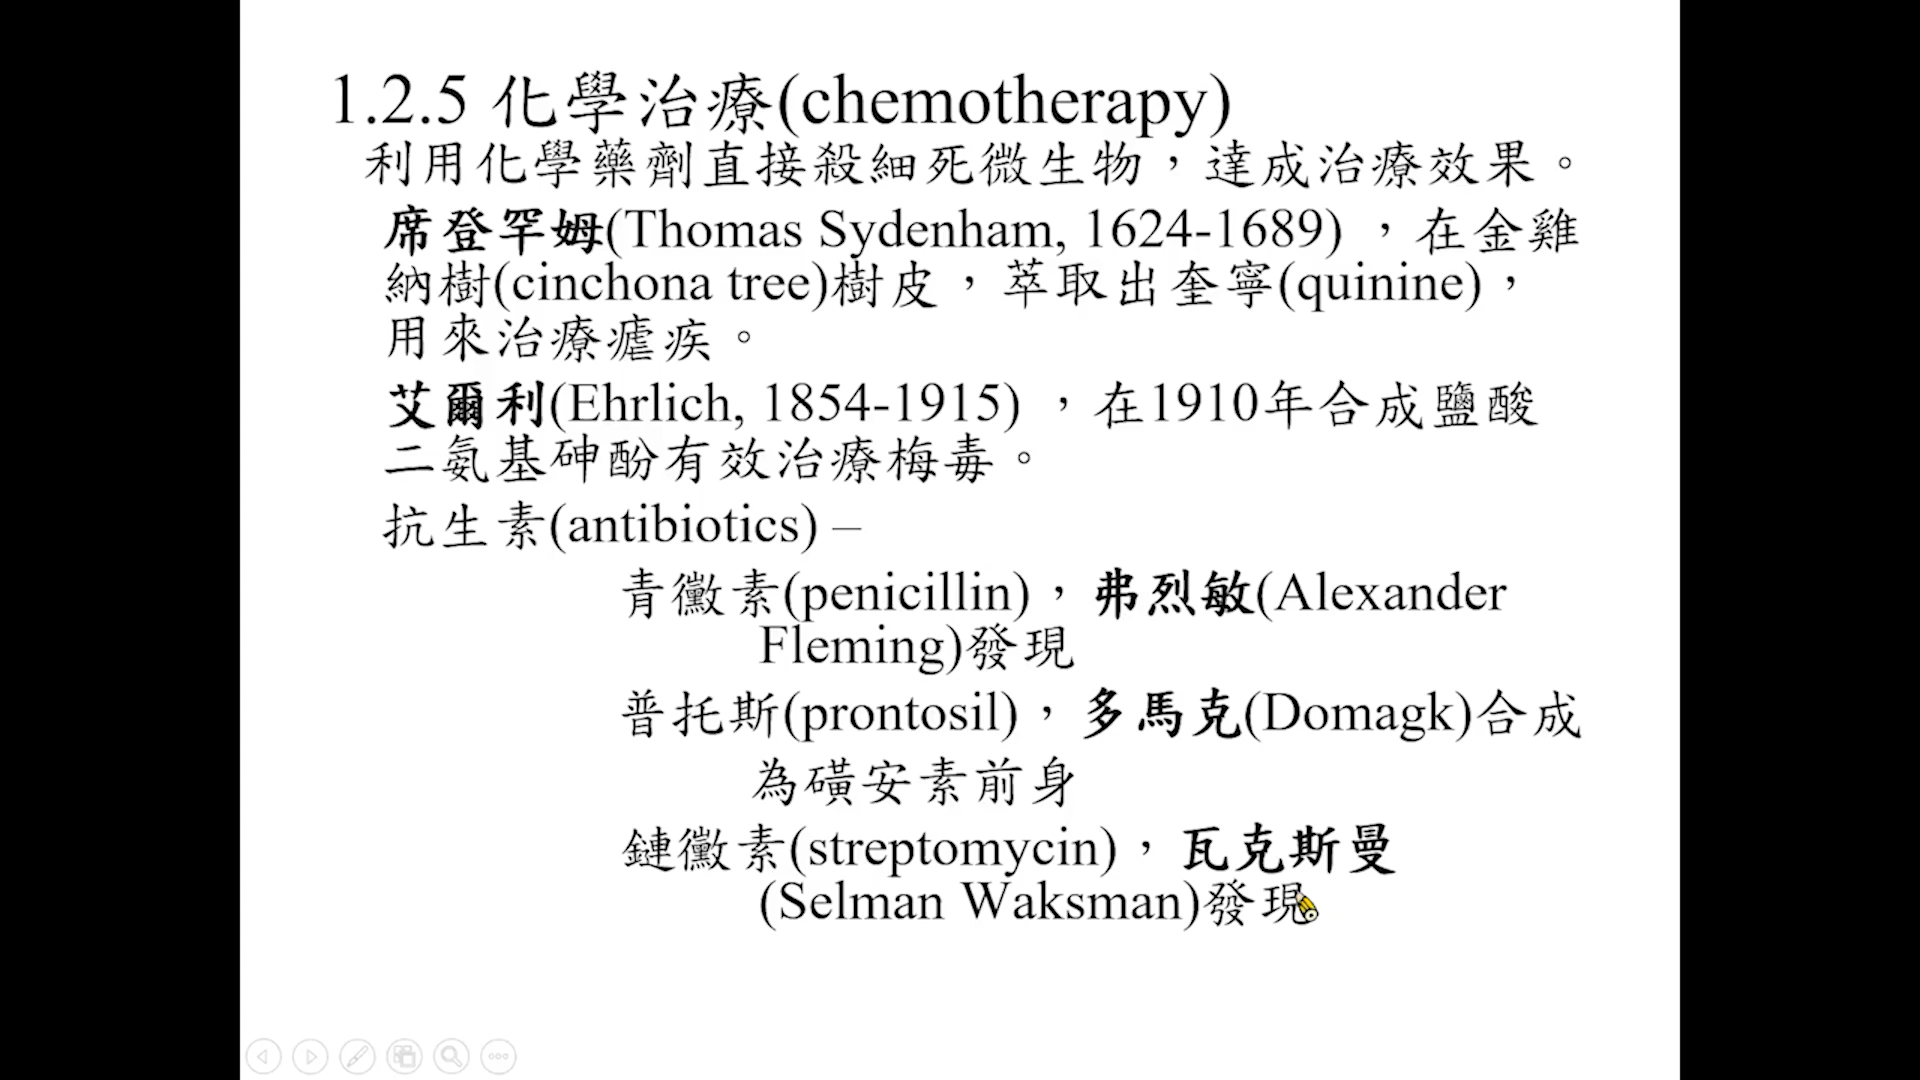 1.2.5 化學治療(chemotherapy)
利用化學藥劑直接殺細死微生物，達成治療效果。
席登罕姆(Thomas Sydenham, 1624-1689) ，在金雞
納樹(cinchona tree)樹皮，萃取出奎寧(quinine)，
用來治療瘧疾。
艾爾利(Ehrlich, 1854-1915) ，在1910年合成鹽酸
二氨基砷酚有效治療梅毒。
抗生素(antibiotics) –
青黴素(penicillin)，弗烈敏(Alexander
Fleming)發現
普托斯(prontosil)，多馬克(Domagk)合成
為磺安素前身
鏈黴素(streptomycin)，瓦克斯曼
(Selman Waksman)發現